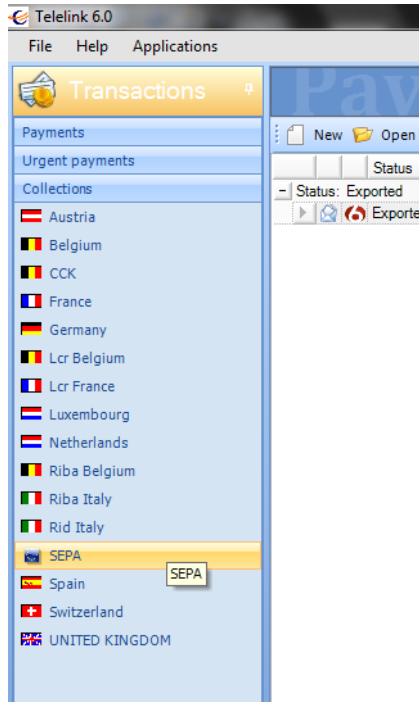 Telelink 6.0
File Help Applications
Transactions
Pav
New Open
Payments
Urgent payments
Status
Collections
Status: Exported
Austria
Exporte
Belgium
CCK
France
Germany
Lcr Belgium
Lcr France
Luxembourg
Netherlands
Riba Belgium
Riba Italy
Rid Italy
SEPA
SEPA
Spain
Switzerland
UNITED KINGDOM